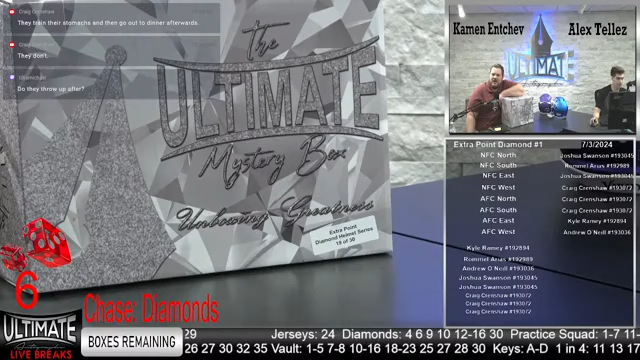 Craig Crenshaw
They train their stomachs and then go out to dinner afterwards.
They don't.
Do they throw up after?
the
ULTIMATE
Mystery Box
Unboxing Greatness
Extra Point
Diamond Helmet Series
19 of 30
Kamen Entchev
Alex Tellez
ULTIMATE
Extra Point Diamond #1 7/3/2024
NFC North Joshua Swanson #193045
NFC South Rommel Arias #192989
NFC East Joshua Swanson #193045
NFC West Craig Crenshaw #193072
AFC North Craig Crenshaw #193072
AFC South Craig Crenshaw #193072
AFC East Kyle Ramey #192894
AFC West Andrew O'Neill #193036
Kyle Ramey #192894
Rommel Arias #192989
Andrew O'Neill #193036
Joshua Swanson #193045
Joshua Swanson #193045
Craig Crenshaw #193072
Craig Crenshaw #193072
Craig Crenshaw #193072
6
Chase: Diamonds
ULTIMATE
LIVE BREAKS
BOXES REMAINING
29 Jerseys: 24 Diamonds: 4 6 9 10 12-16 30 Practice Squad: 1-7 11
26 27 30 32 35 Vault: 1-5 7-8 10-16 18-23 25 27 28 30 Keys: A-D 1 in 4: 11 13 17